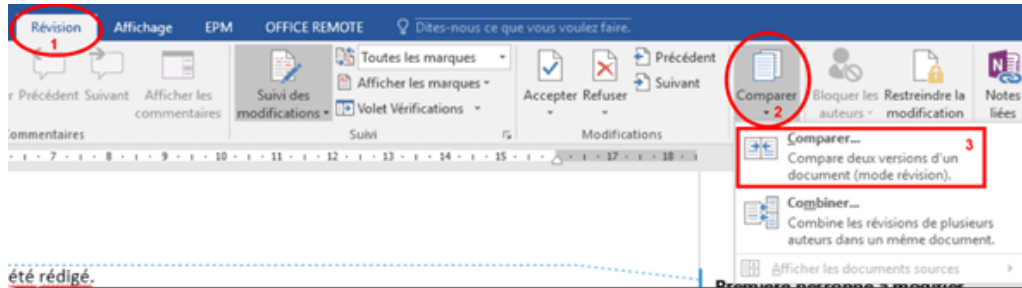 Révision Affichage EPM OFFICE REMOTE Dites-nous ce que vous voulez faire.
1
Précédent Suivant Afficher les commentaires
Commentaires
Suivi des modifications
Toutes les marques
Afficher les marques
Volet Vérifications
Suivi
Accepter Refuser
Précédent
Suivant
Modifications
Comparer
2
Bloquer les auteurs
Restreindre la modification
Notes liées
7 8 9 10 11 12 13 14 15 17 18
Comparer...
3
Compare deux versions d'un
document (mode révision).
Combiner...
Combine les révisions de plusieurs
auteurs dans un même document.
Afficher les documents sources
été rédigé.
Première personne à modifier